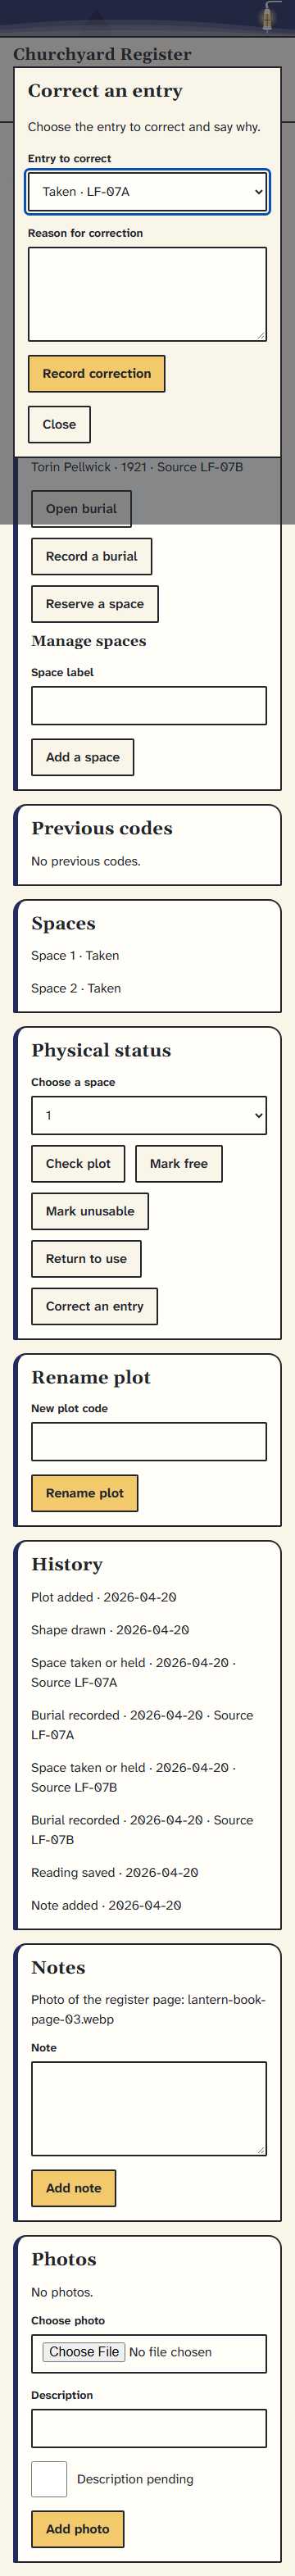 Churchyard Register
Correct an entry
Choose the entry to correct and say why.
Entry to correct
Taken · LF-07A
Reason for correction
Record correction
Close
Torin Pellwick · 1921 · Source LF-07B
Open burial
Record a burial
Reserve a space
Manage spaces
Space label
Add a space
Previous codes
No previous codes.
Spaces
Space 1 · Taken
Space 2 · Taken
Physical status
Choose a space
1
Check plot
Mark free
Mark unusable
Return to use
Correct an entry
Rename plot
New plot code
Rename plot
History
Plot added · 2026-04-20
Shape drawn · 2026-04-20
Space taken or held · 2026-04-20 ·
Source LF-07A
Burial recorded · 2026-04-20 · Source
LF-07A
Space taken or held · 2026-04-20 ·
Source LF-07B
Burial recorded · 2026-04-20 · Source
LF-07B
Reading saved · 2026-04-20
Note added · 2026-04-20
Notes
Photo of the register page: lantern-book-
page-03.webp
Note
Add note
Photos
No photos.
Choose photo
Choose File No file chosen
Description
Description pending
Add photo